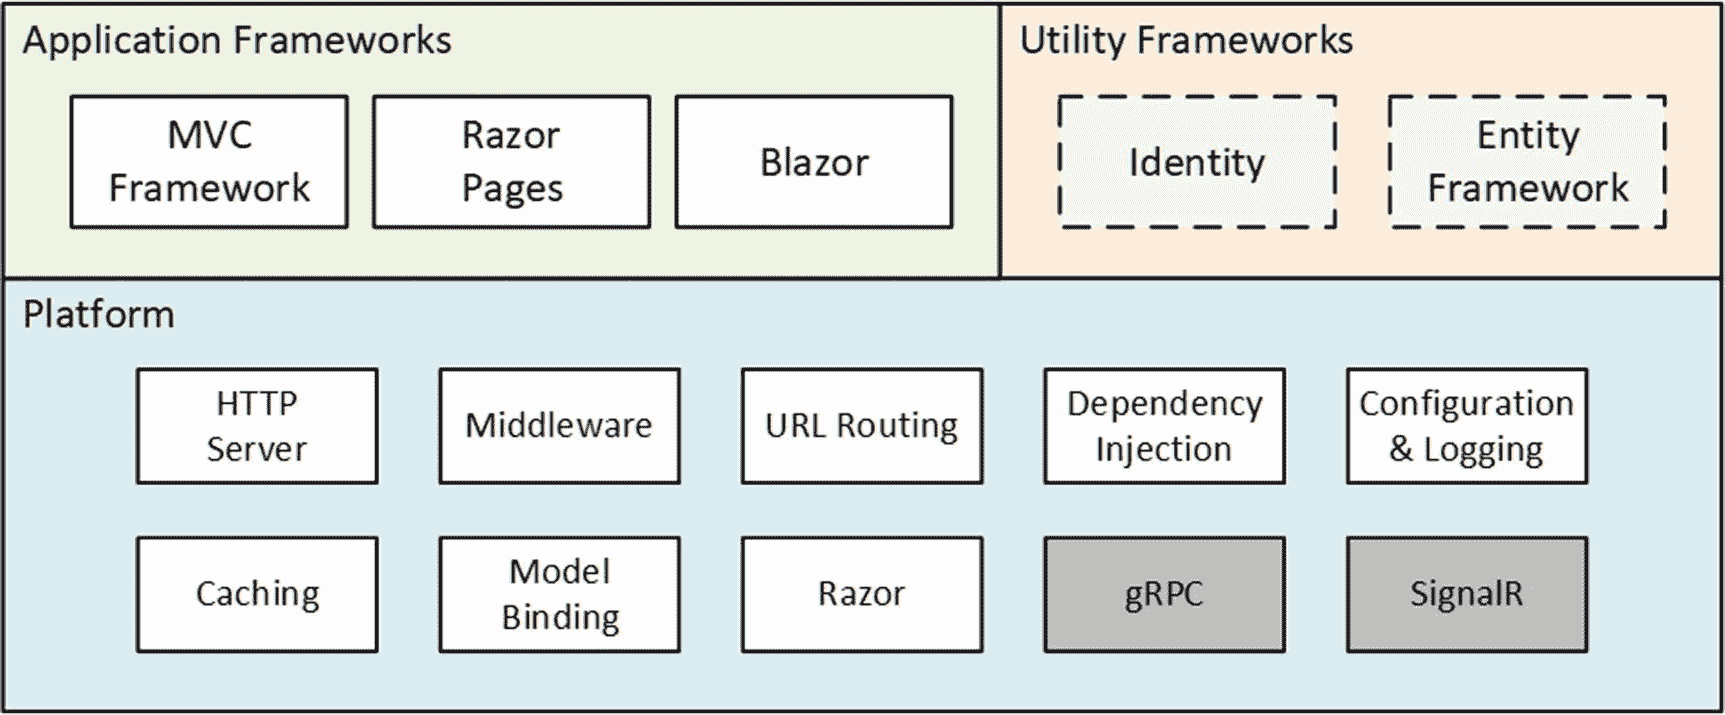 Application Frameworks
Utility Frameworks
MVC
Framework
Razor
Pages
Blazor
Identity
Entity
Framework
Platform
HTTP
Server
Middleware
URL Routing
Dependency
Injection
Configuration
& Logging
Caching
Model
Binding
Razor
gRPC
SignalR